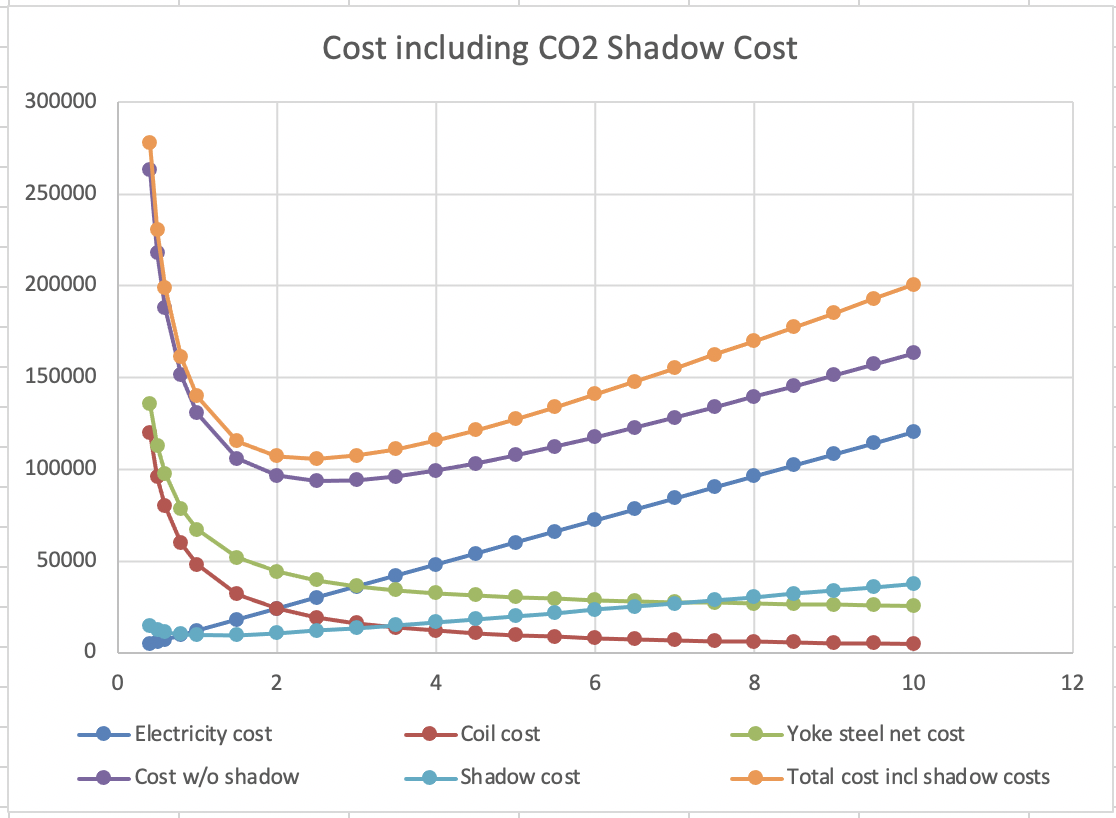 Cost including CO2 Shadow Cost
300000
250000
200000
150000
100000
50000
0
0 2 4 6 8 10 12
Electricity cost Coil cost Yoke steel net cost
Cost w/o shadow Shadow cost Total cost incl shadow costs